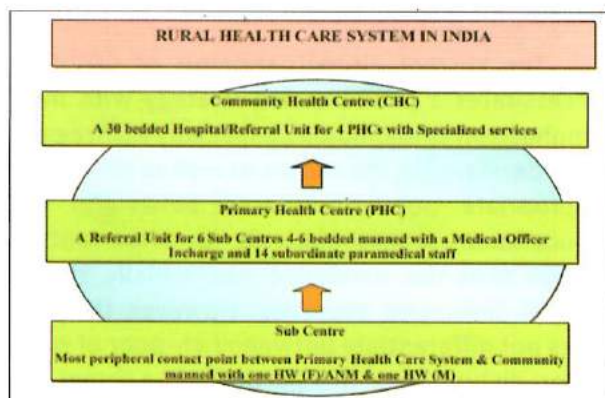 RURAL HEALTH CARE SYSTEM IN INDIA
Community Health Centre (CHC)
A 30 bedded Hospital/Referral Unit for 4 PHCs with Specialized services
Primary Health Centre (PHC)
A Referral Unit for 6 Sub Centres 4-6 bedded manned with a Medical Officer
Incharge and 14 subordinate paramedical staff
Sub Centre
Most peripheral contact point between Primary Health Care System & Community
manned with one HW (F)/ANM & one HW (M)